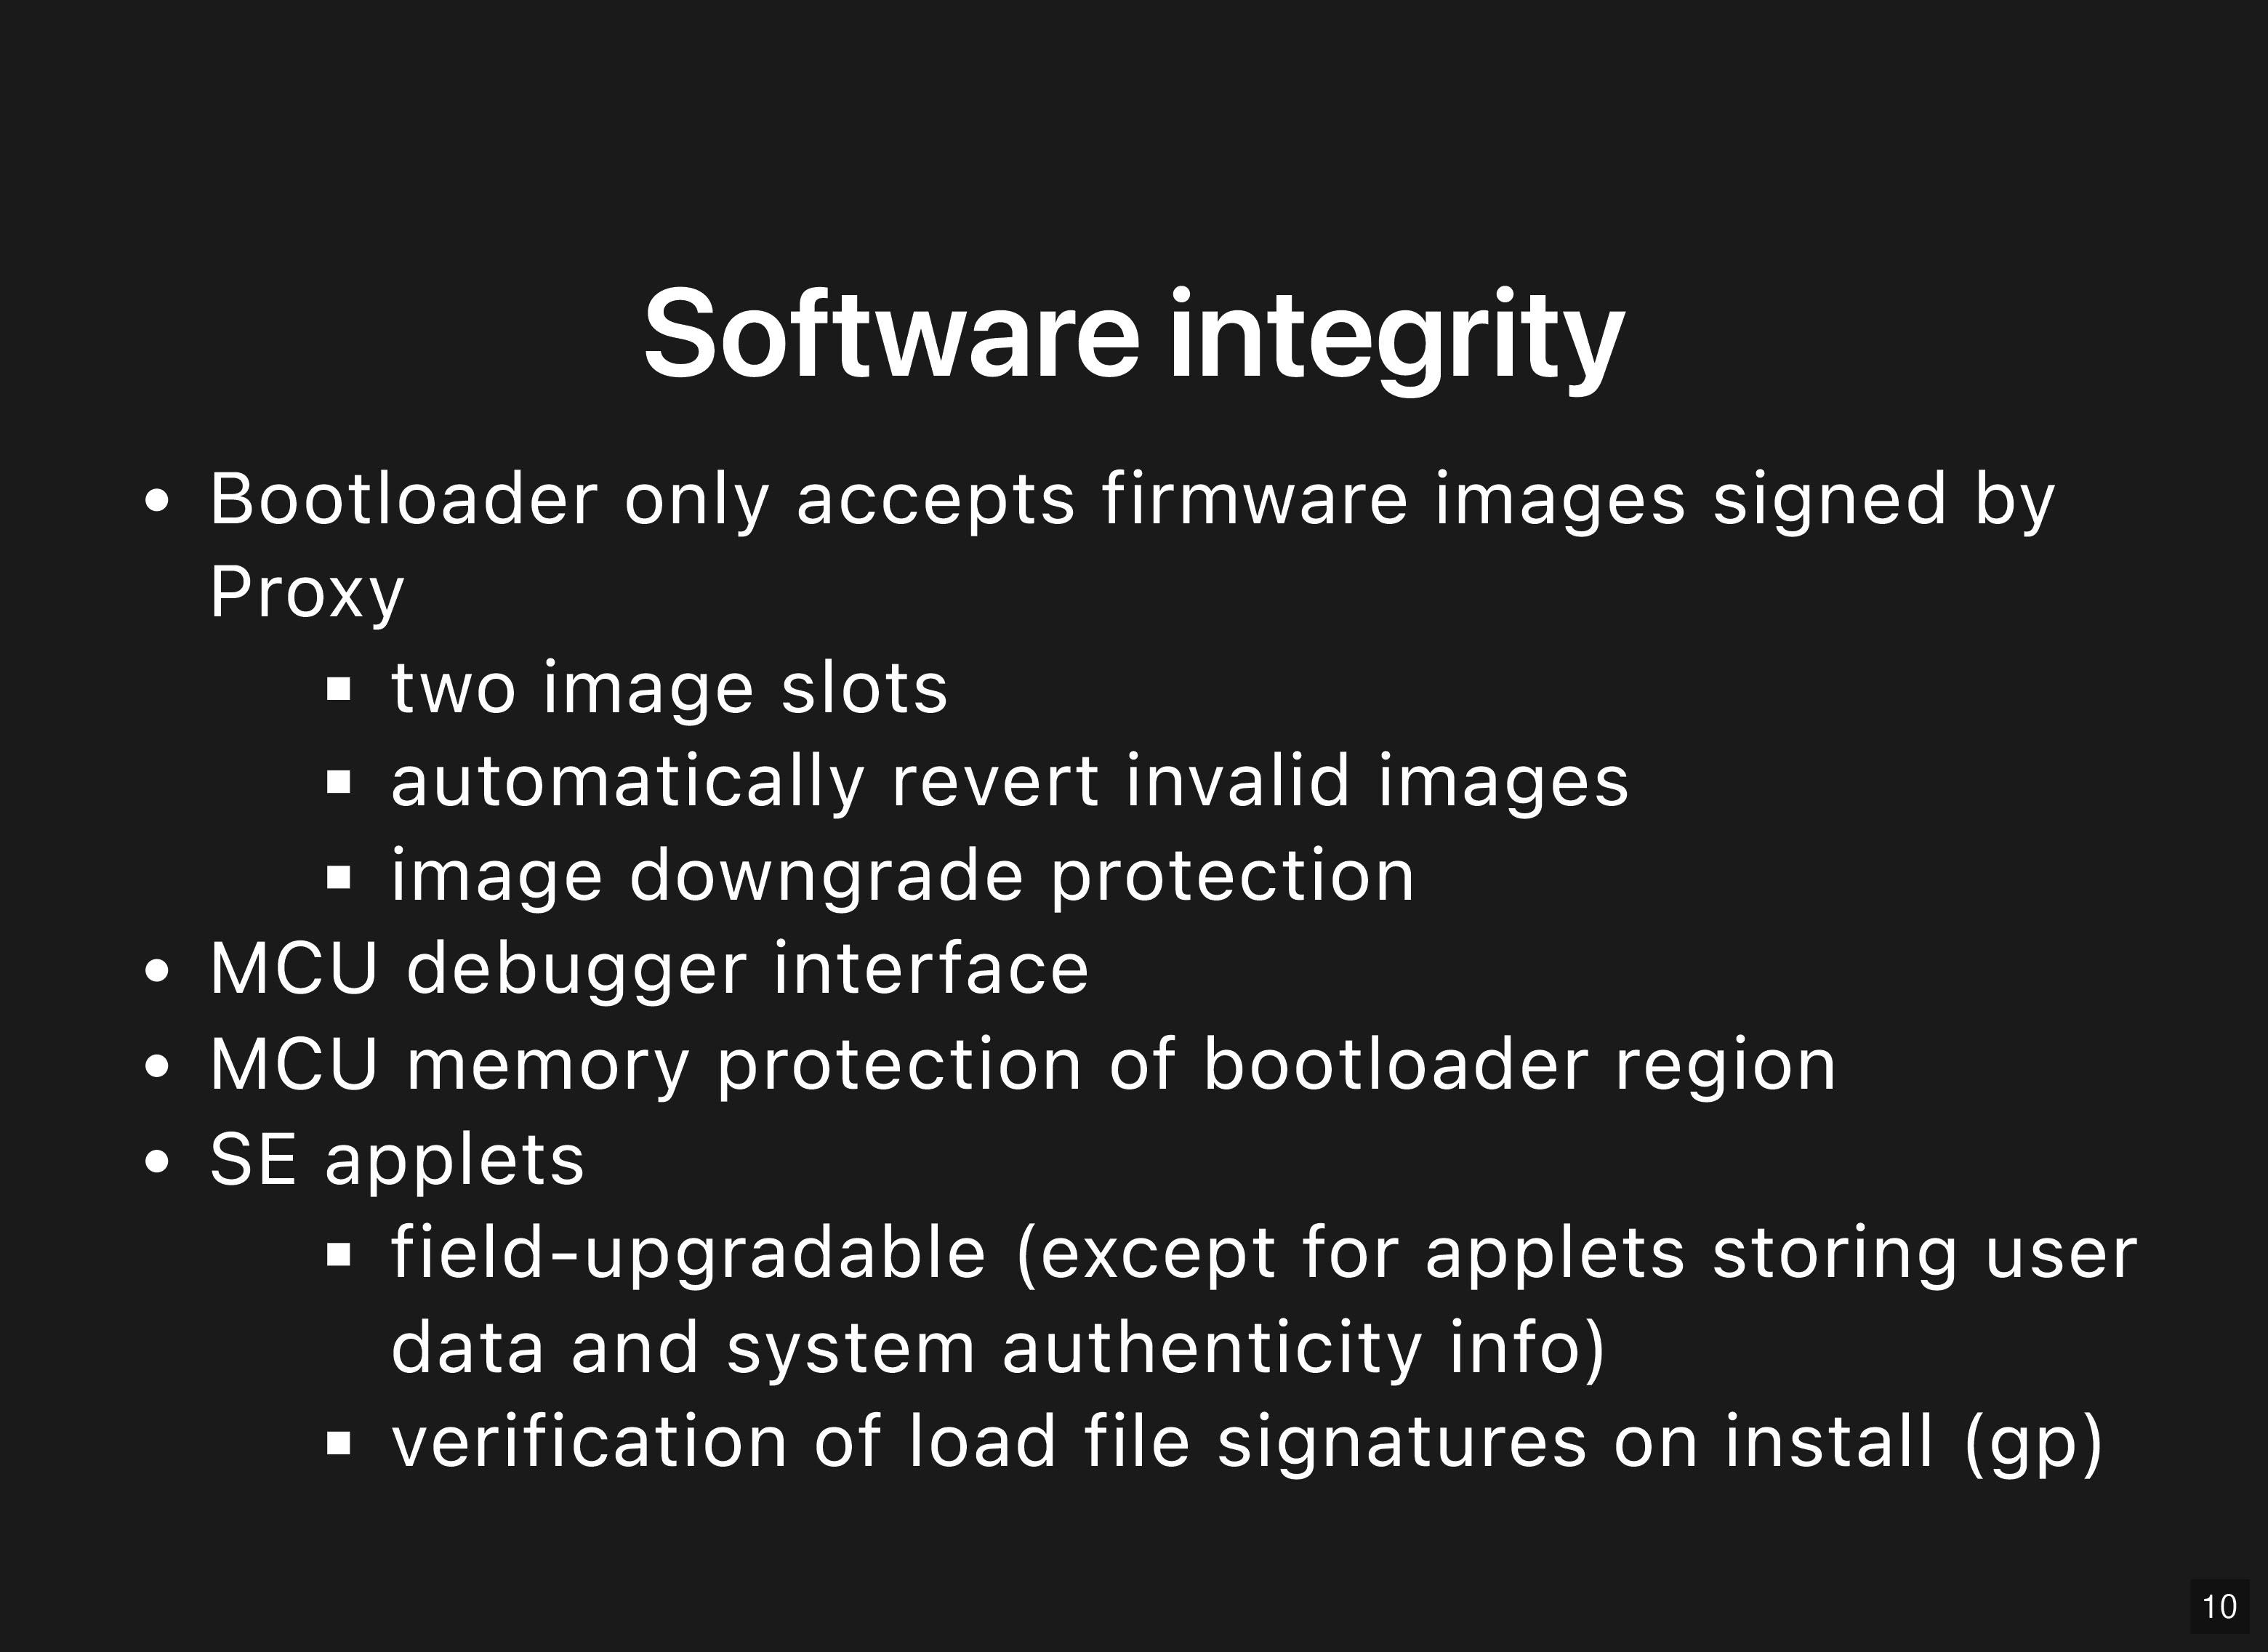 Software integrity
• Bootloader only accepts firmware images signed by
Proxy
▪ two image slots
▪ automatically revert invalid images
▪ image downgrade protection
• MCU debugger interface
• MCU memory protection of bootloader region
• SE applets
▪ field-upgradable (except for applets storing user
data and system authenticity info)
▪ verification of load file signatures on install (gp)
10